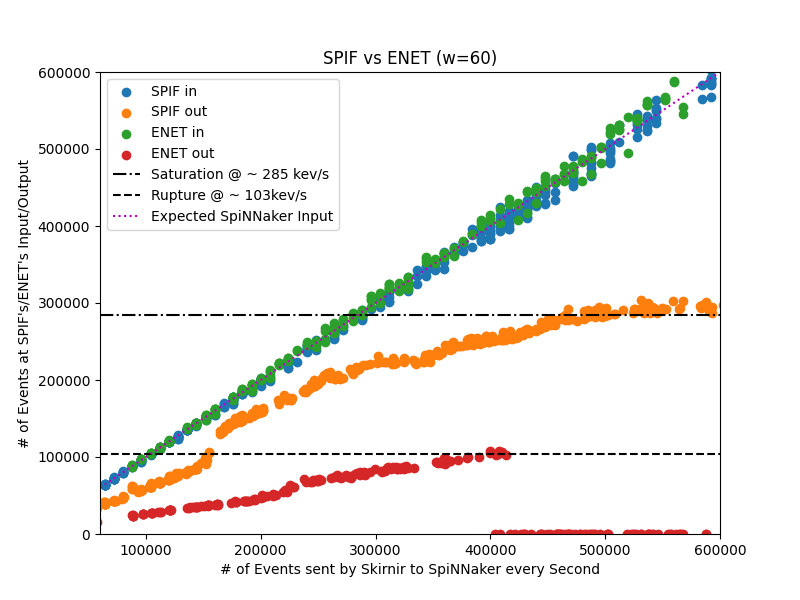 SPIF vs ENET (w=60)
600000
500000
400000
300000
200000
100000
0
# of Events at SPIF's/ENET's Input/Output
SPIF in
SPIF out
ENET in
ENET out
Saturation @ ~ 285 kev/s
Rupture @ ~ 103kev/s
Expected SpiNNaker Input
100000 200000 300000 400000 500000 600000
# of Events sent by Skirnir to SpiNNaker every Second